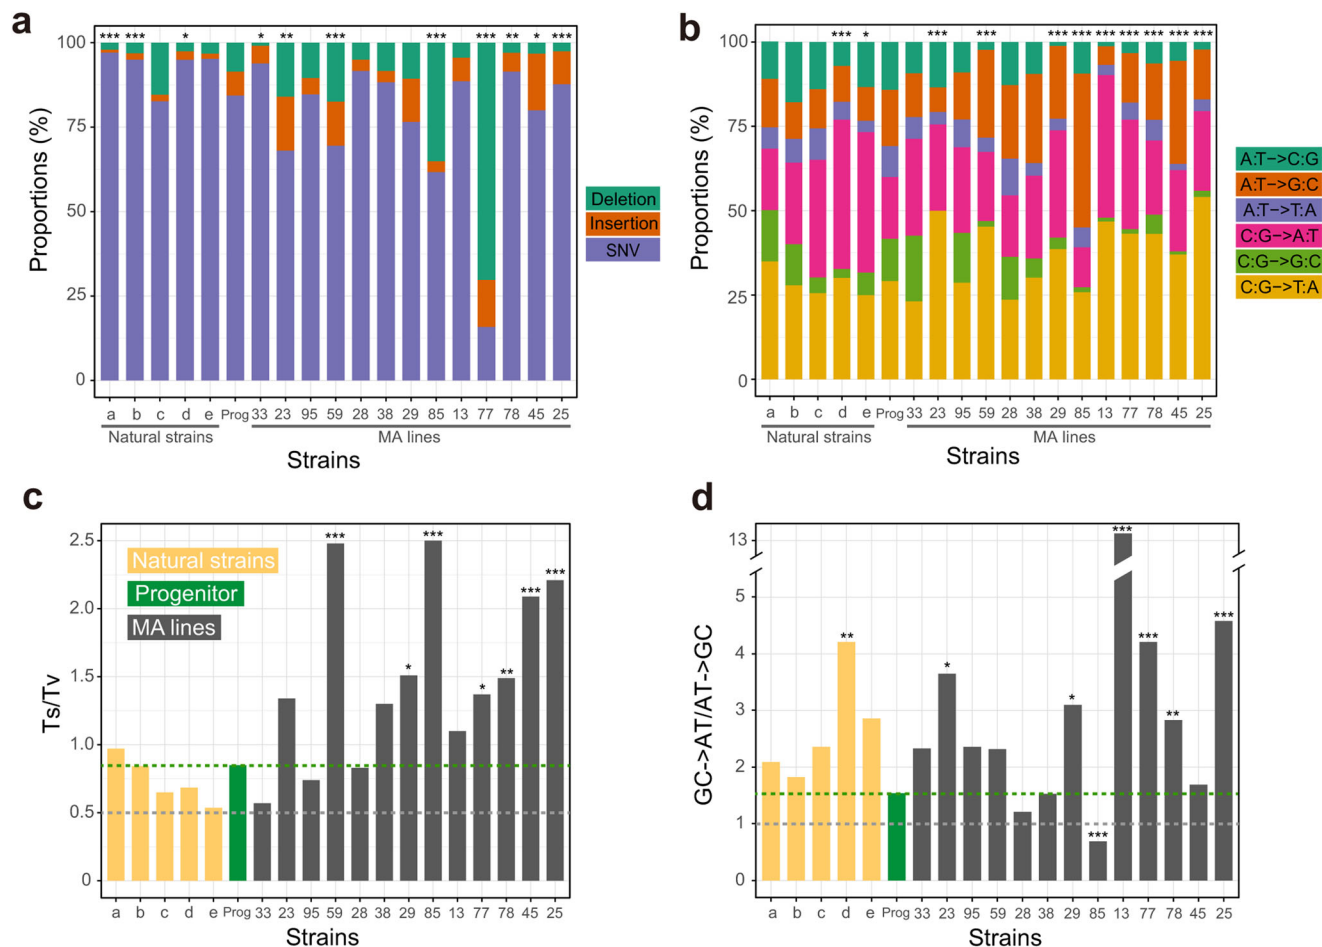 a
*** *** * * ** *** *** *** ** * ***
Proportions (%)
100
75
50
25
0
Deletion
Insertion
SNV
a b c d e Prog 33 23 95 59 28 38 29 85 13 77 78 45 25
Natural strains MA lines
Strains
b
*** * *** *** *** *** *** *** *** *** ***
Proportions (%)
100
75
50
25
0
A:T->C:G
A:T->G:C
A:T->T:A
C:G->A:T
C:G->G:C
C:G->T:A
a b c d e Prog 33 23 95 59 28 38 29 85 13 77 78 45 25
Natural strains MA lines
Strains
c
Ts/Tv
2.5
2.0
1.5
1.0
0.5
0
Natural strains
Progenitor
MA lines
*** * *** * ** *** ***
a b c d e Prog 33 23 95 59 28 38 29 85 13 77 78 45 25
Strains
d
GC->AT/AT->GC
13
5
4
3
2
1
0
** * * *** *** *** ** ***
a b c d e Prog 33 23 95 59 28 38 29 85 13 77 78 45 25
Strains